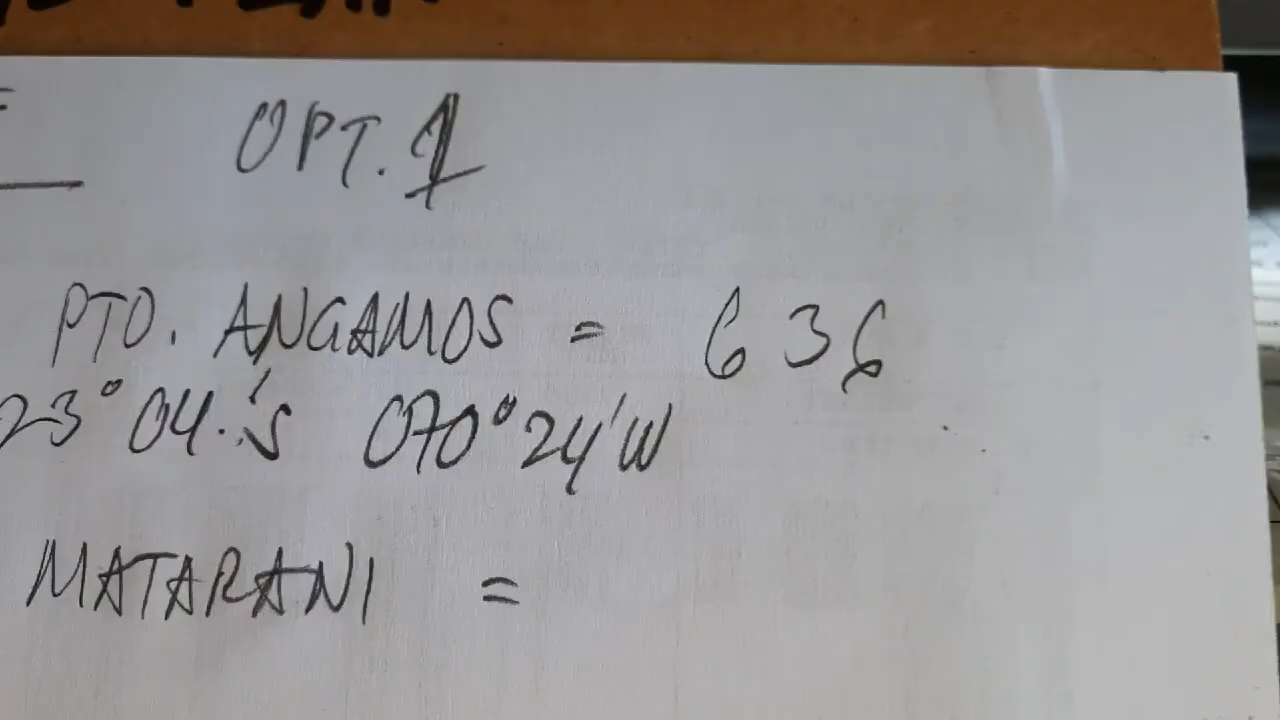 OPT. 1
PTO. ANGAMOS = 636
23°04.'S 070°24'W
MATARANI =